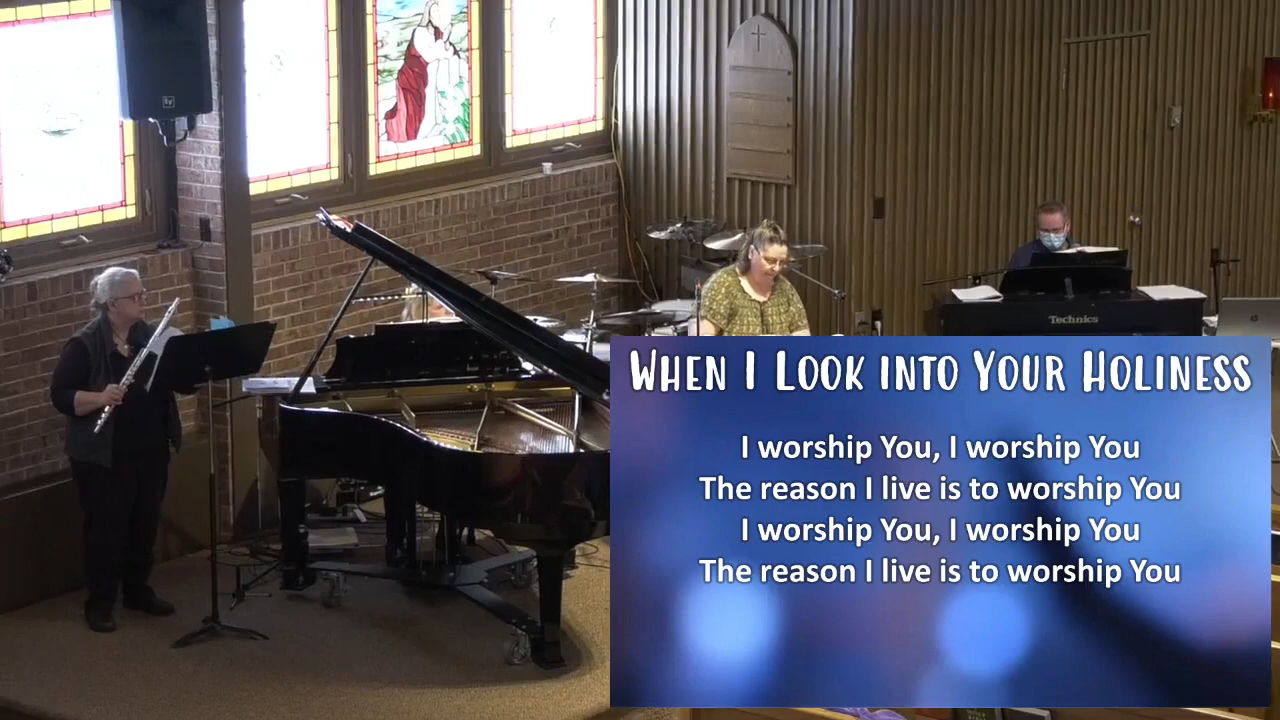 Technics
WHEN I LOOK INTO YOUR HOLINESS
I worship You, I worship You
The reason I live is to worship You
I worship You, I worship You
The reason I live is to worship You